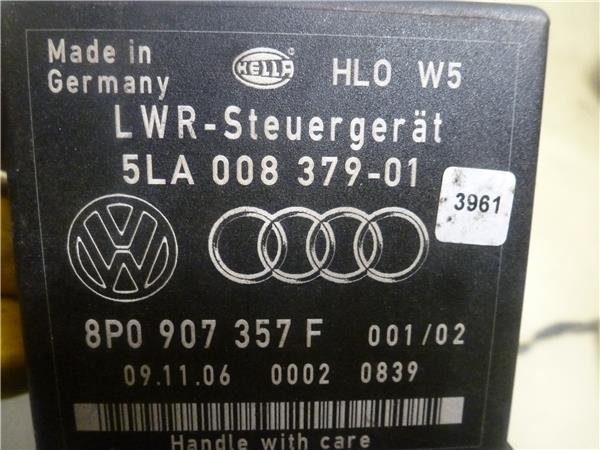 Made in
Germany
HELLA
HLO W5
LWR-Steuergerät
5LA 008 379-01
3961
8P0 907 357 F 001/02
09.11.06 0002 0839
Handle with care